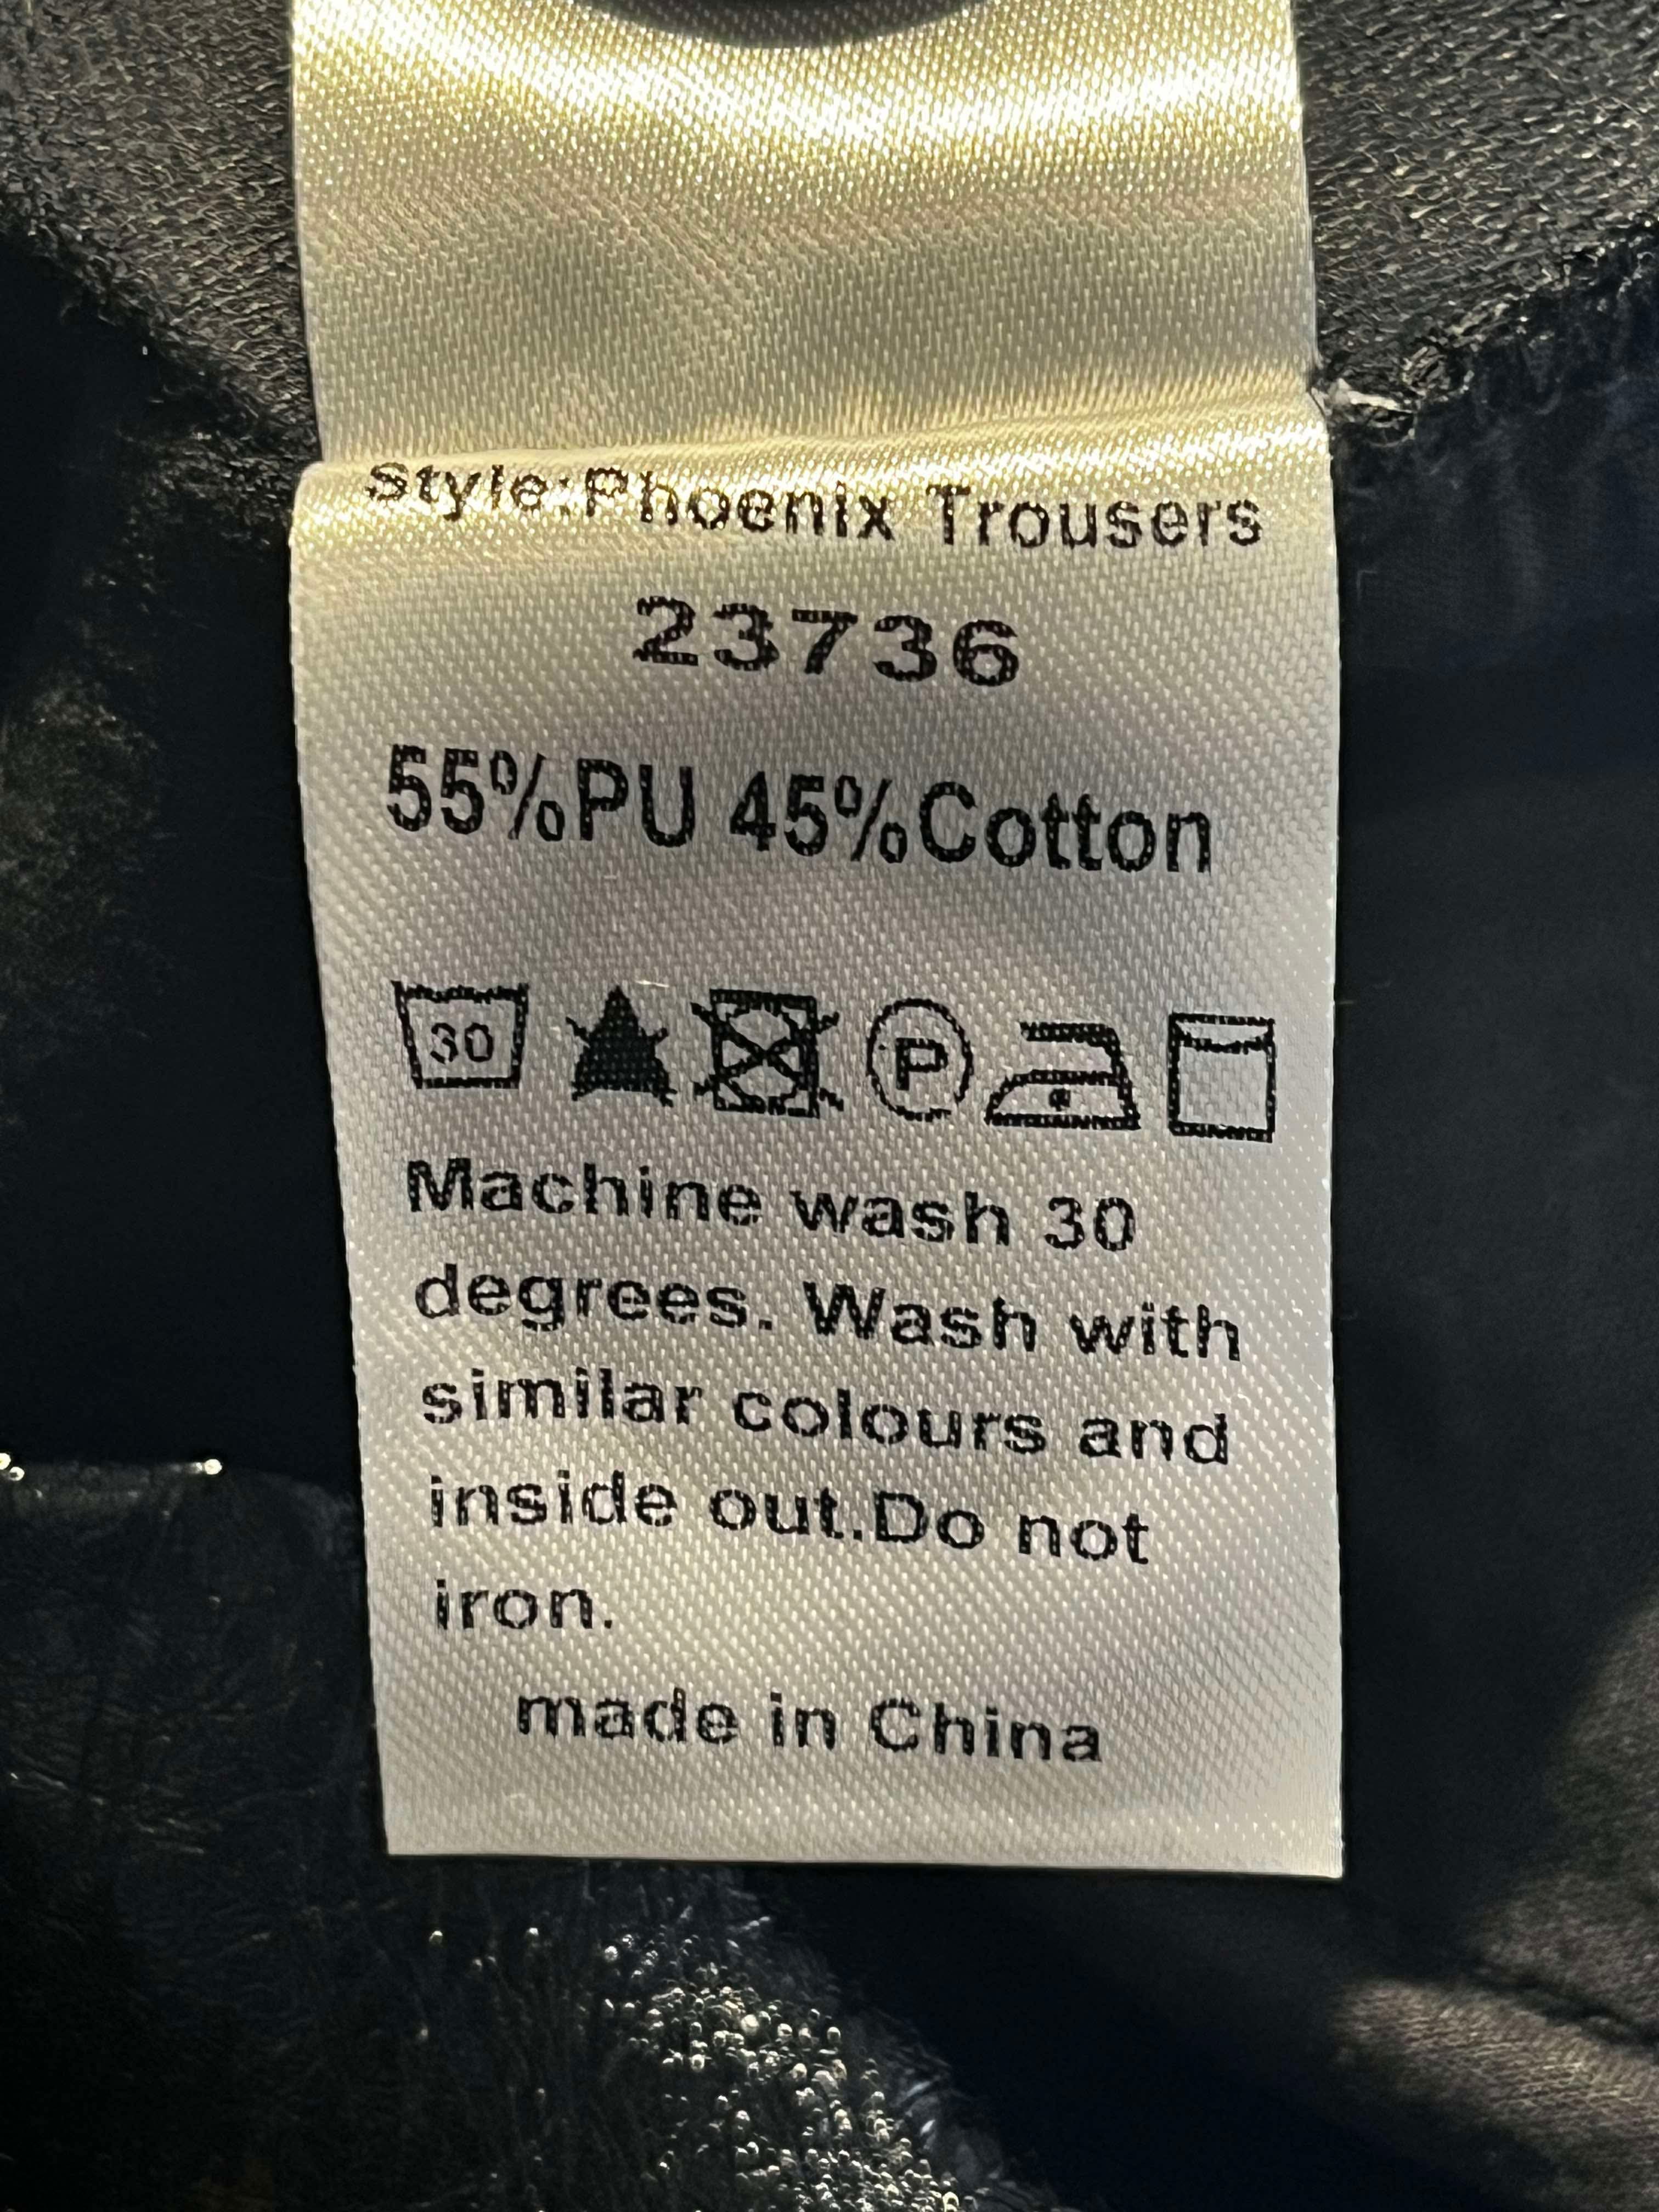 Style:Phoenix Trousers
23736
55%PU 45%Cotton
30 P
Machine wash 30
degrees. Wash with
similar colours and
inside out.Do not
iron.
made in China